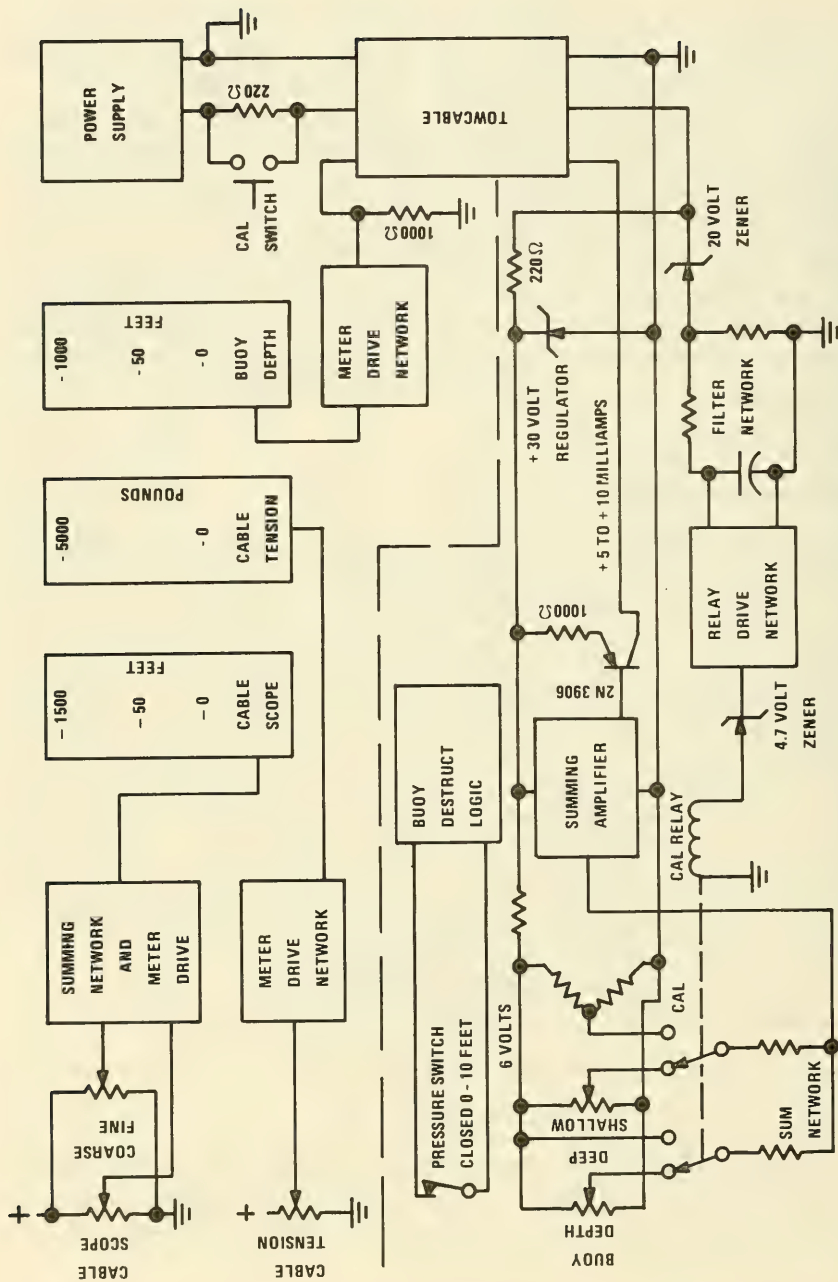 CABLE
SCOPE
COARSE
FINE
SUMMING
NETWORK
AND
METER
DRIVE
CABLE
TENSION
METER
DRIVE
NETWORK
- 1500
- 50
- 0
FEET
CABLE
SCOPE
- 5000
- 0
POUNDS
CABLE
TENSION
- 1000
- 50
- 0
FEET
BUOY
DEPTH
METER
DRIVE
NETWORK
POWER
SUPPLY
CAL
SWITCH
220Ω
1000Ω
TOWCABLE
PRESSURE SWITCH
CLOSED 0 - 10 FEET
BUOY
DESTRUCT
LOGIC
+ 30 VOLT
REGULATOR
220Ω
+ 5 TO + 10 MILLIAMPS
1000Ω
2N 3906
SUMMING
AMPLIFIER
6 VOLTS
BUOY
DEPTH
DEEP
SHALLOW
CAL
SUM
NETWORK
CAL RELAY
4.7 VOLT
ZENER
RELAY
DRIVE
NETWORK
FILTER
NETWORK
20 VOLT
ZENER